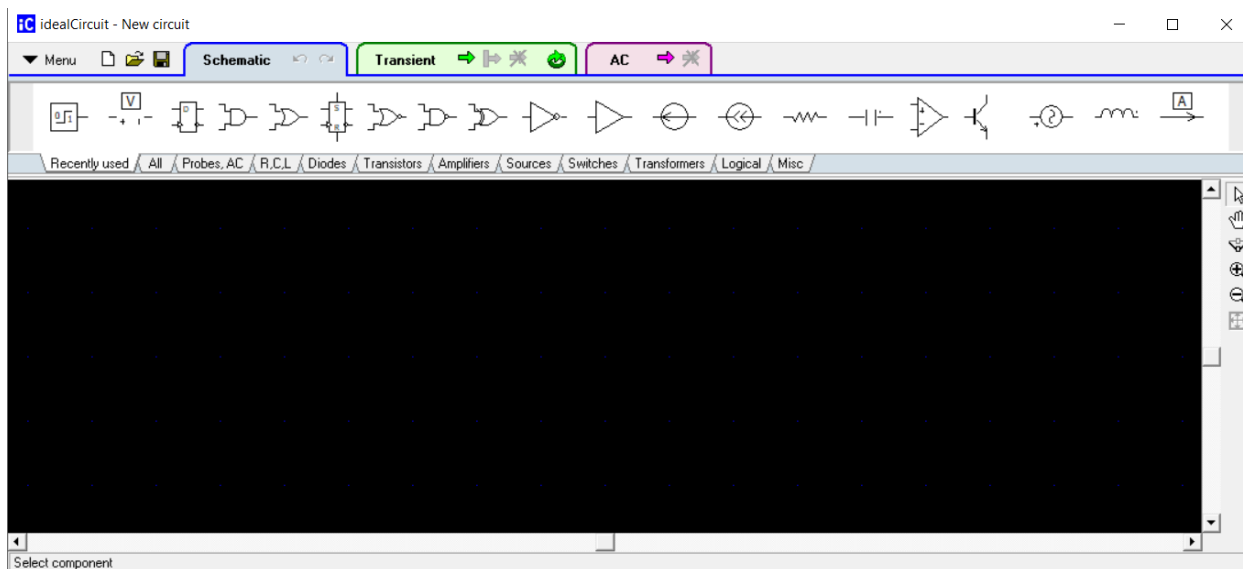 iC idealCircuit - New circuit
Menu Schematic Transient AC
V D S R A
Recently used All Probes, AC R,C,L Diodes Transistors Amplifiers Sources Switches Transformers Logical Misc
Select component